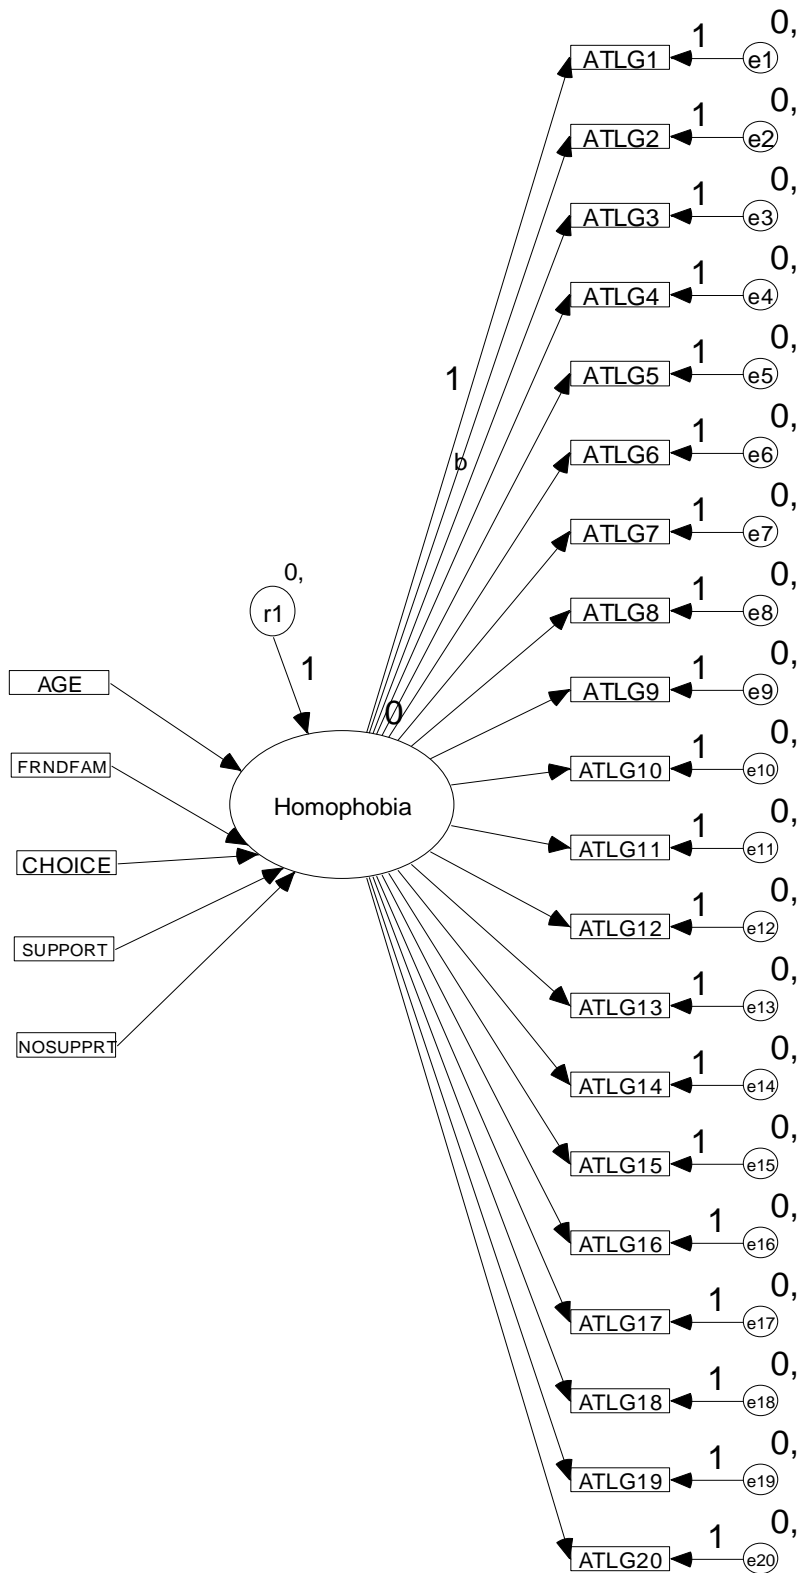 1 0,
ATLG1 e1
1 0,
ATLG2 e2
1 0,
ATLG3 e3
1 0,
ATLG4 e4
1 0,
ATLG5 e5
1
1 0,
ATLG6 e6
b
1 0,
ATLG7 e7
1 0,
ATLG8 e8
0,
r1
1
1 0,
ATLG9 e9
AGE
0
1 0,
ATLG10 e10
FRNDFAM
Homophobia
1 0,
ATLG11 e11
CHOICE
1 0,
ATLG12 e12
SUPPORT
1 0,
ATLG13 e13
NOSUPPRT
1 0,
ATLG14 e14
1 0,
ATLG15 e15
1 0,
ATLG16 e16
1 0,
ATLG17 e17
1 0,
ATLG18 e18
1 0,
ATLG19 e19
1 0,
ATLG20 e20